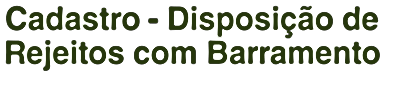 Cadastro - Disposição de
Rejeitos com Barramento